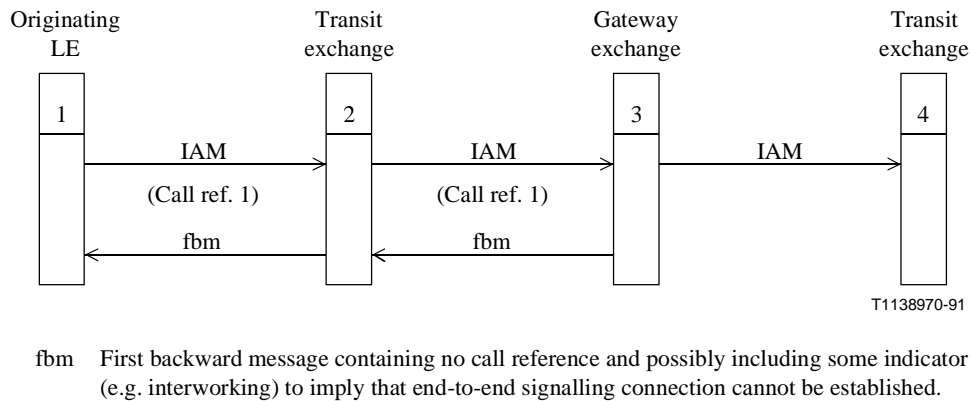 Originating LE
Transit exchange
Gateway exchange
Transit exchange
1
2
3
4
IAM
IAM
IAM
(Call ref. 1)
(Call ref. 1)
fbm
fbm
T1138970-91
fbm First backward message containing no call reference and possibly including some indicator
(e.g. interworking) to imply that end-to-end signalling connection cannot be established.